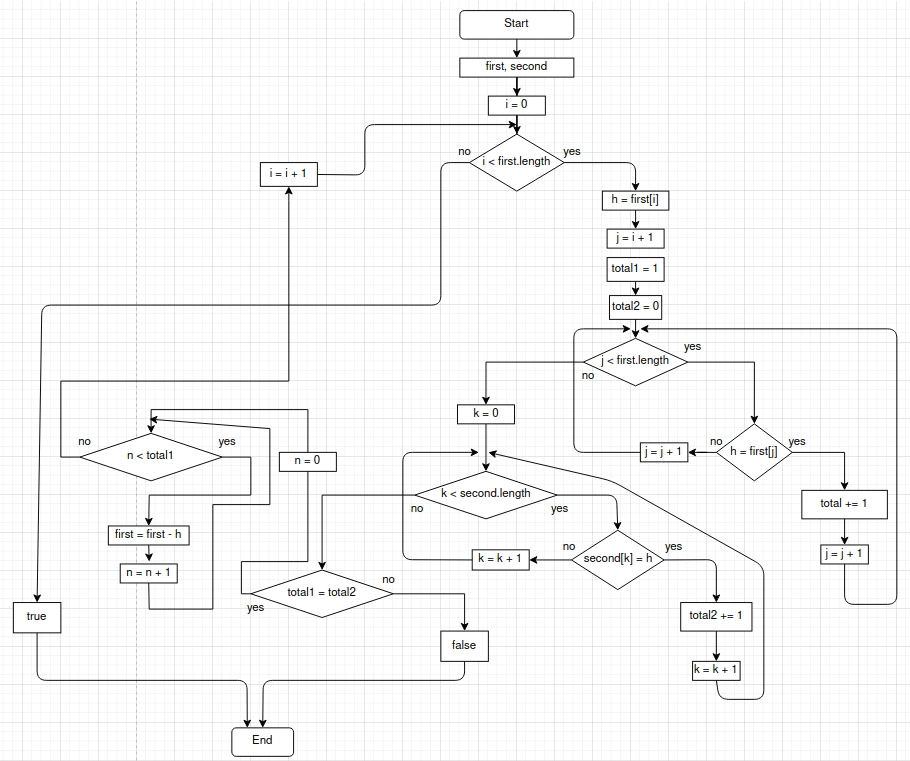 Start
first, second
i = 0
no
i < first.length
yes
i = i + 1
h = first[i]
j = i + 1
total1 = 1
total2 = 0
j < first.length
yes
no
k = 0
no
n < total1
yes
n = 0
j = j + 1
no
h = first[j]
yes
k < second.length
no
yes
total += 1
first = first - h
n = n + 1
k = k + 1
no
second[k] = h
yes
j = j + 1
total1 = total2
no
yes
true
total2 += 1
false
k = k + 1
End